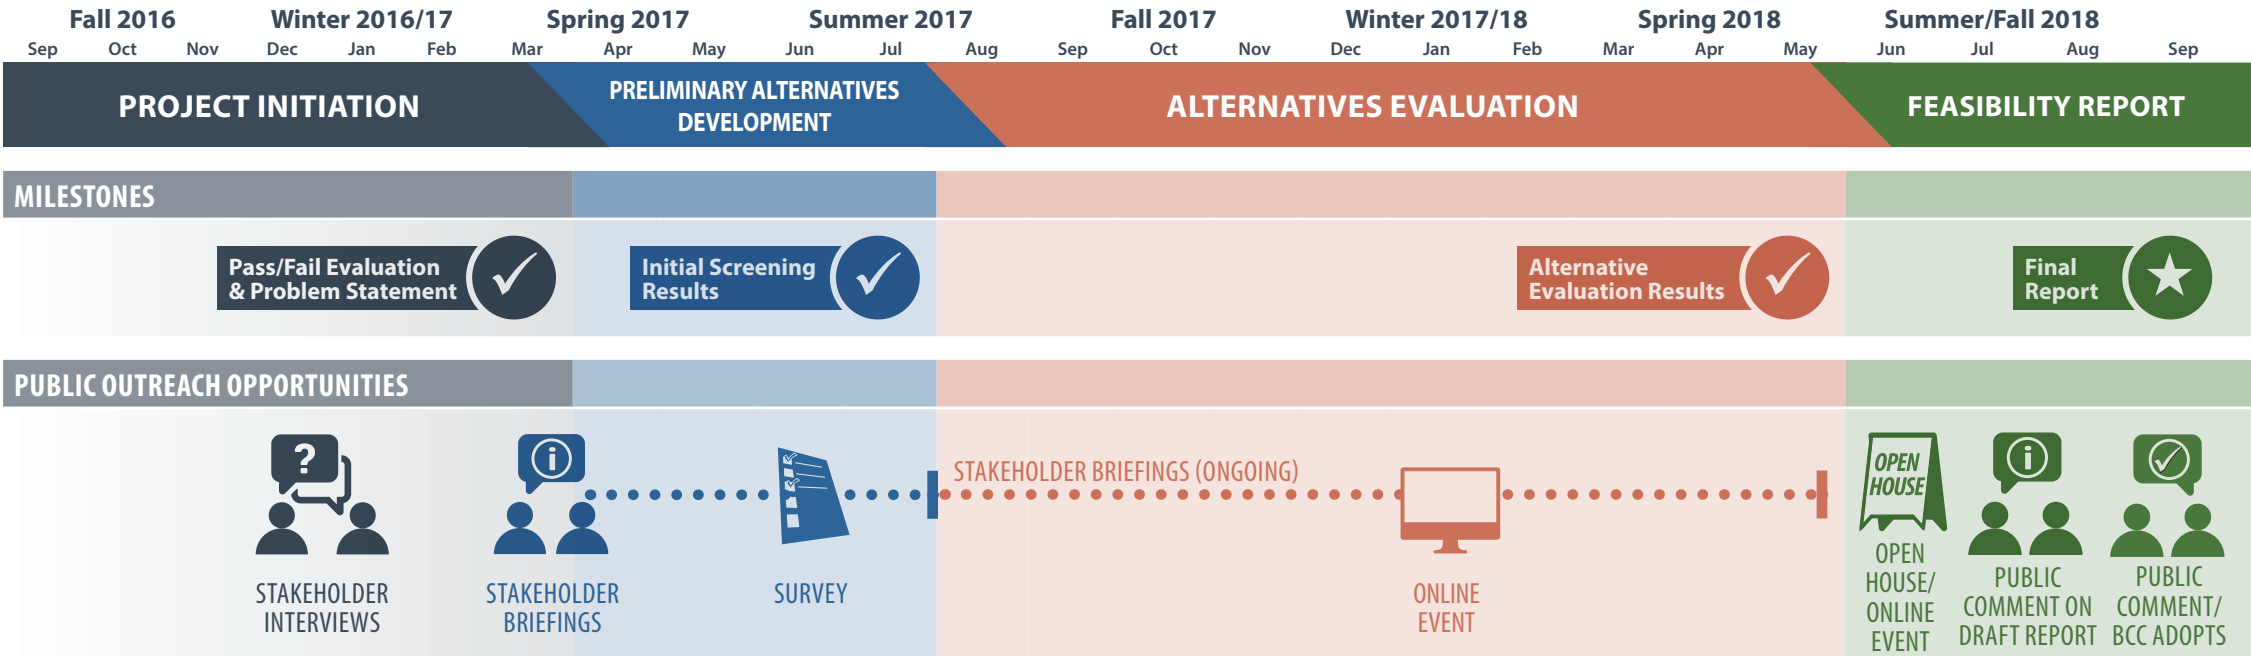 Fall 2016 Winter 2016/17 Spring 2017 Summer 2017 Fall 2017 Winter 2017/18 Spring 2018 Summer/Fall 2018
Sep Oct Nov Dec Jan Feb Mar Apr May Jun Jul Aug Sep Oct Nov Dec Jan Feb Mar Apr May Jun Jul Aug Sep
PROJECT INITIATION
PRELIMINARY ALTERNATIVES
DEVELOPMENT
ALTERNATIVES EVALUATION
FEASIBILITY REPORT
MILESTONES
Pass/Fail Evaluation
& Problem Statement
Initial Screening
Results
Alternative
Evaluation Results
Final
Report
PUBLIC OUTREACH OPPORTUNITIES
?
STAKEHOLDER
INTERVIEWS
i
STAKEHOLDER
BRIEFINGS
SURVEY
STAKEHOLDER BRIEFINGS (ONGOING)
ONLINE
EVENT
OPEN
HOUSE
OPEN
HOUSE/
ONLINE
EVENT
i
PUBLIC
COMMENT ON
DRAFT REPORT
PUBLIC
COMMENT/
BCC ADOPTS